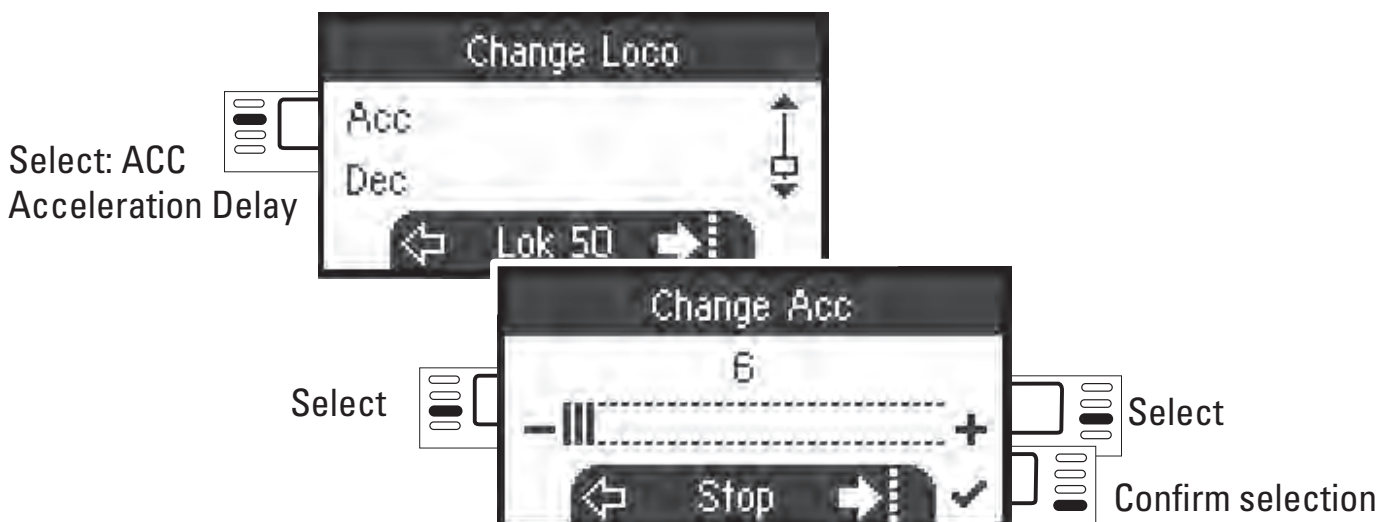 Change Loco
Acc
Select: ACC
Acceleration Delay
Dec
Lok 50
Change Acc
6
Select
Select
Stop
Confirm selection